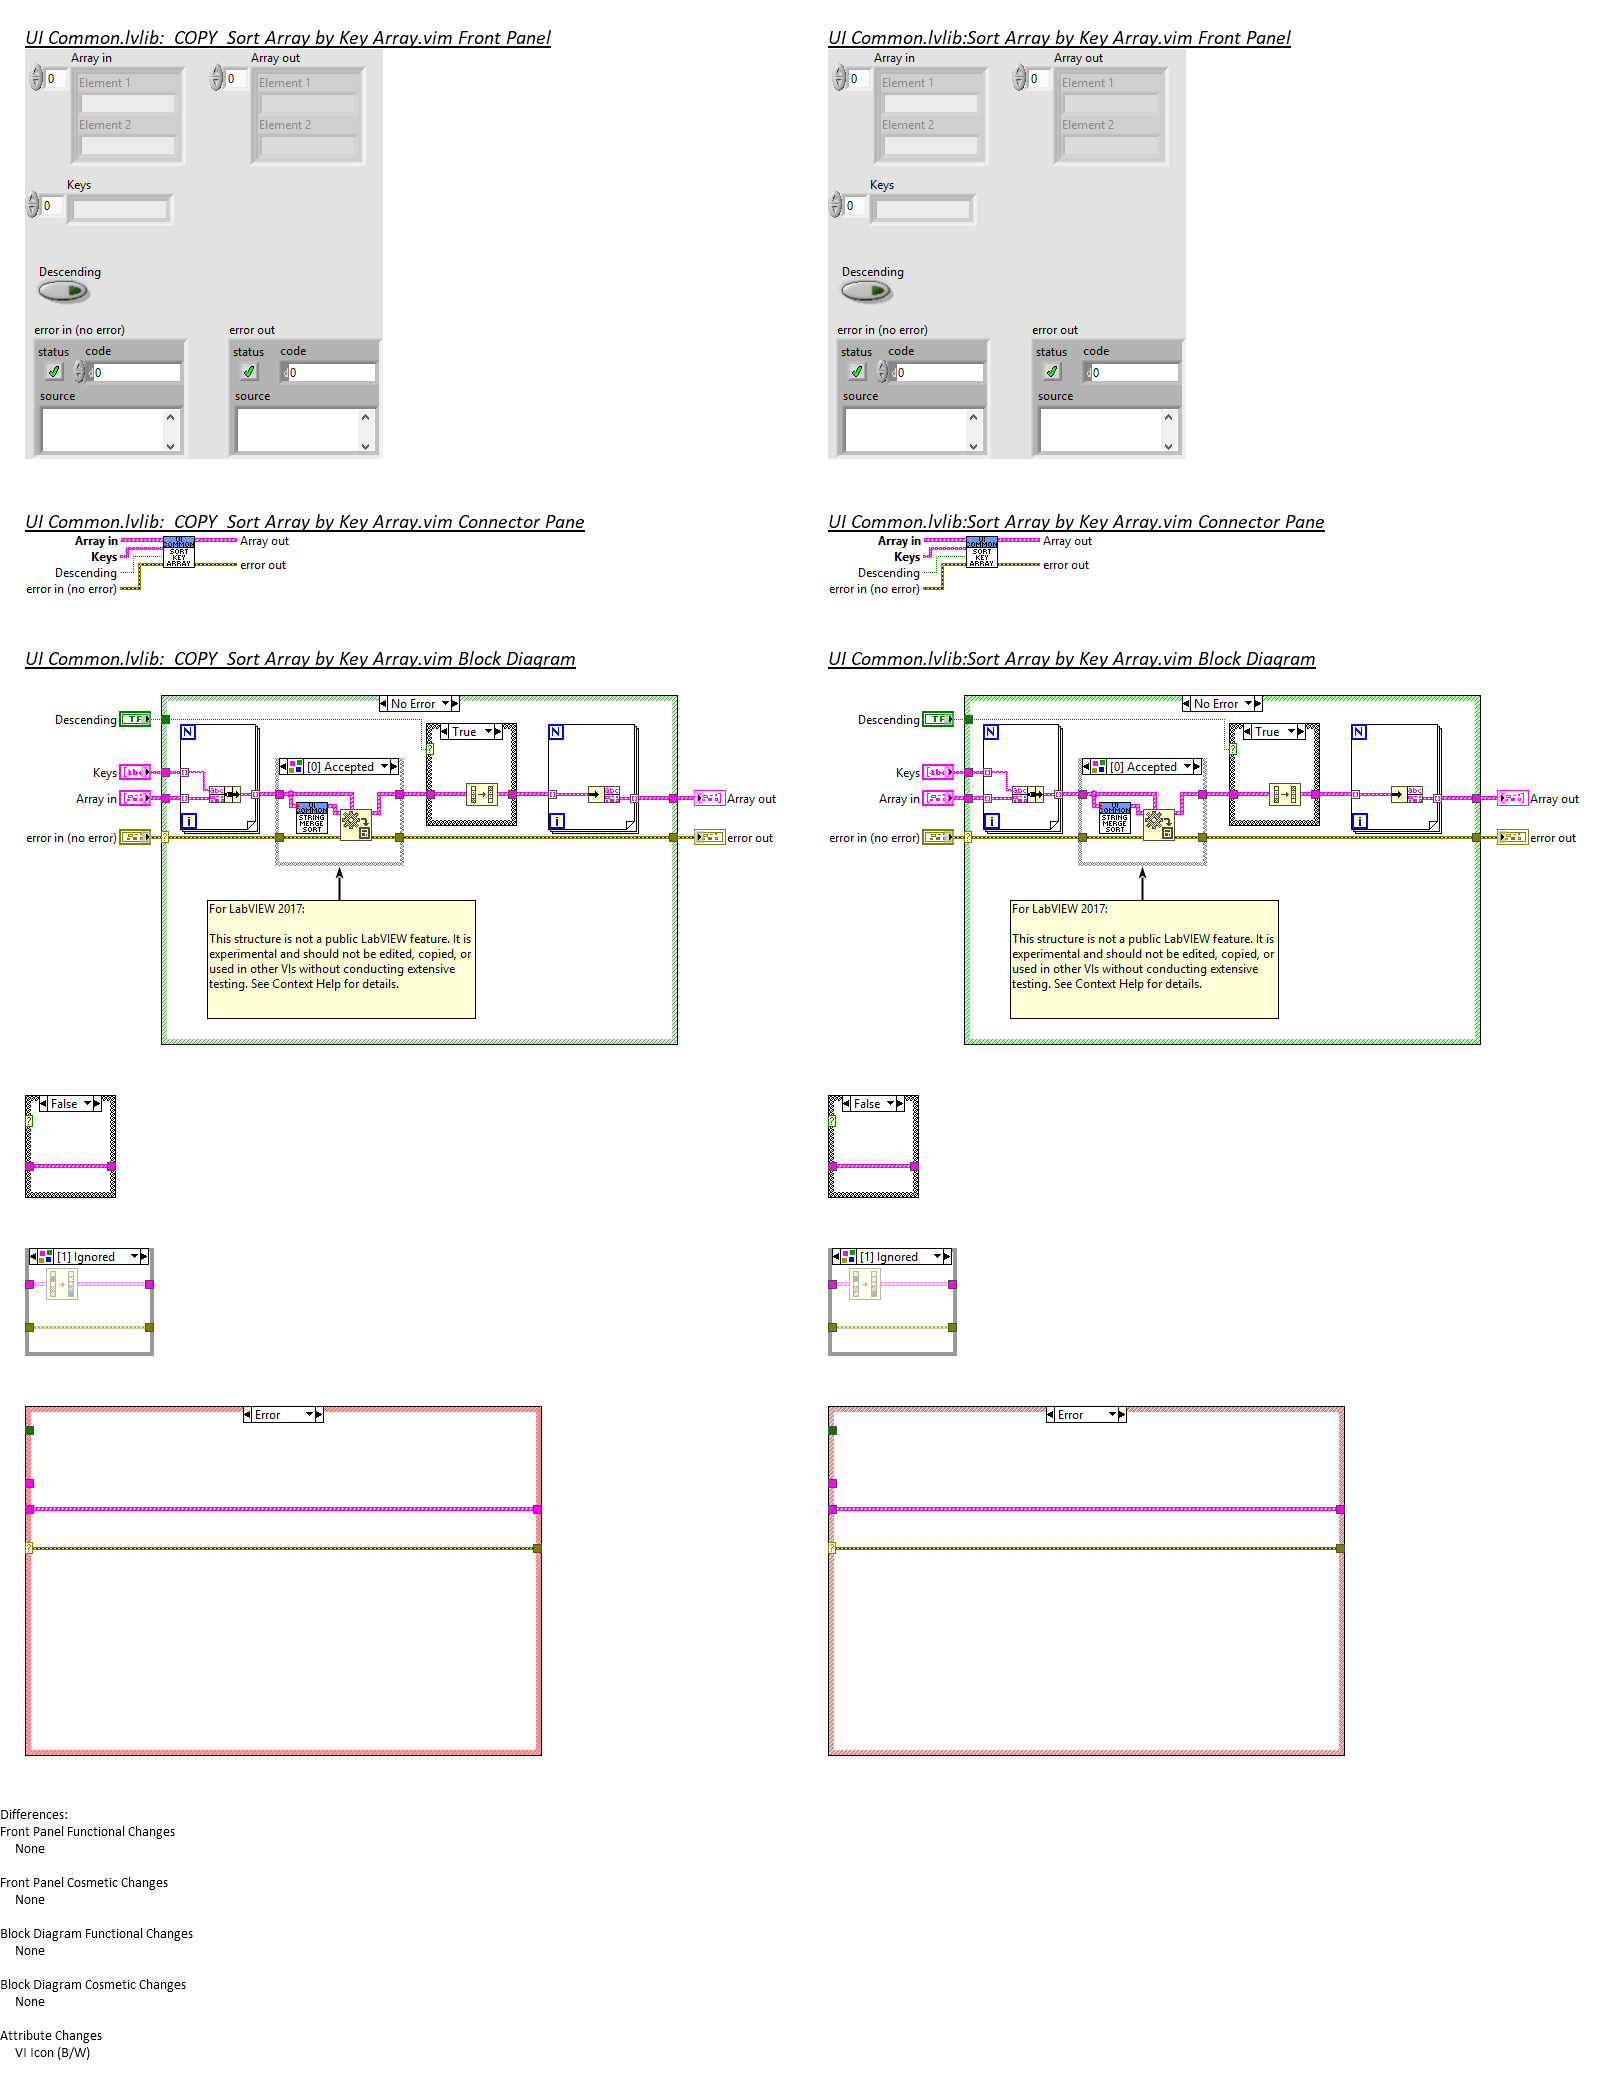 UI Common.lvlib:  COPY  Sort Array by Key Array.vim Front Panel
Array in
Array out
0
Element 1
Element 2
0
Element 1
Element 2
Keys
0
Descending
error in (no error)
error out
status
code
0
source
status
code
0
source
UI Common.lvlib:Sort Array by Key Array.vim Front Panel
Array in
Array out
0
Element 1
Element 2
0
Element 1
Element 2
Keys
0
Descending
error in (no error)
error out
status
code
0
source
status
code
0
source
UI Common.lvlib:  COPY  Sort Array by Key Array.vim Connector Pane
Array in
Keys
Descending
error in (no error)
UI
COMMON
SORT
KEY
ARRAY
Array out
error out
UI Common.lvlib:Sort Array by Key Array.vim Connector Pane
Array in
Keys
Descending
error in (no error)
UI
COMMON
SORT
KEY
ARRAY
Array out
error out
UI Common.lvlib:  COPY  Sort Array by Key Array.vim Block Diagram
No Error
Descending
TF
N
True
N
?
[0] Accepted
Keys
abc
Array in
abc
abc
Array out
i
UI
COMMON
STRING
MERGE
SORT
i
error in (no error)
?
error out
For LabVIEW 2017:
This structure is not a public LabVIEW feature. It is
experimental and should not be edited, copied, or
used in other VIs without conducting extensive
testing. See Context Help for details.
UI Common.lvlib:Sort Array by Key Array.vim Block Diagram
No Error
Descending
TF
N
True
N
?
[0] Accepted
Keys
abc
Array in
abc
abc
Array out
i
UI
COMMON
STRING
MERGE
SORT
i
error in (no error)
?
error out
For LabVIEW 2017:
This structure is not a public LabVIEW feature. It is
experimental and should not be edited, copied, or
used in other VIs without conducting extensive
testing. See Context Help for details.
False
?
False
?
[1] Ignored
[1] Ignored
Error
?
Error
?
Differences:
Front Panel Functional Changes
None
Front Panel Cosmetic Changes
None
Block Diagram Functional Changes
None
Block Diagram Cosmetic Changes
None
Attribute Changes
VI Icon (B/W)